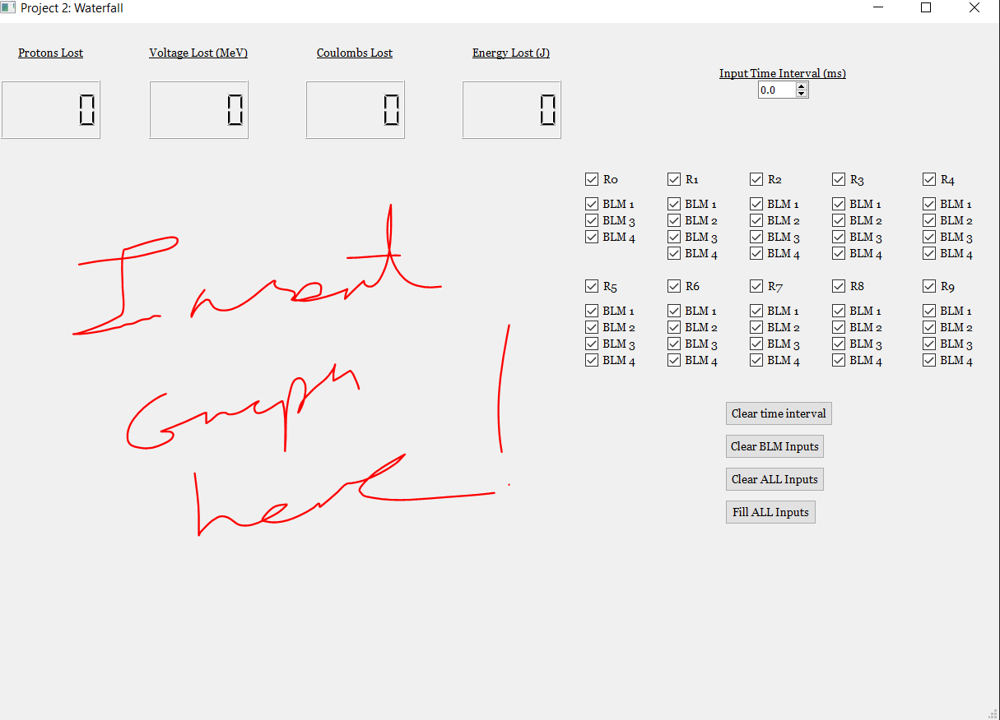 Project 2: Waterfall
Protons Lost
Voltage Lost (MeV)
Coulombs Lost
Energy Lost (J)
0
0
0
0
Input Time Interval (ms)
0.0
R0 R1 R2 R3 R4
BLM 1 BLM 1 BLM 1 BLM 1 BLM 1
BLM 3 BLM 2 BLM 2 BLM 2 BLM 2
BLM 4 BLM 3 BLM 3 BLM 3 BLM 3
BLM 4 BLM 4 BLM 4 BLM 4
R5 R6 R7 R8 R9
BLM 1 BLM 1 BLM 1 BLM 1 BLM 1
BLM 2 BLM 2 BLM 2 BLM 2 BLM 2
BLM 3 BLM 3 BLM 3 BLM 3 BLM 3
BLM 4 BLM 4 BLM 4 BLM 4 BLM 4
Insert
Graph
here!
Clear time interval
Clear BLM Inputs
Clear ALL Inputs
Fill ALL Inputs